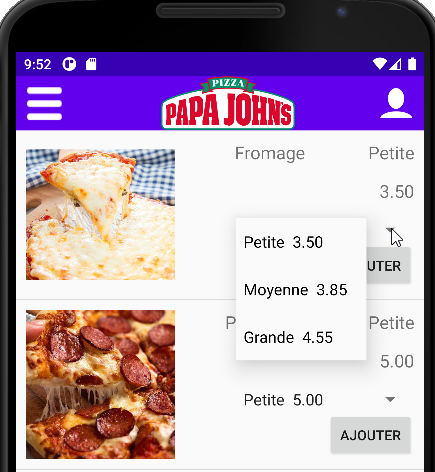 9:52
PIZZA
PAPA JOHNS
Fromage Petite
3.50
Petite 3.50
UTER
Moyenne 3.85
Grande 4.55
P Petite
5.00
Petite 5.00
AJOUTER